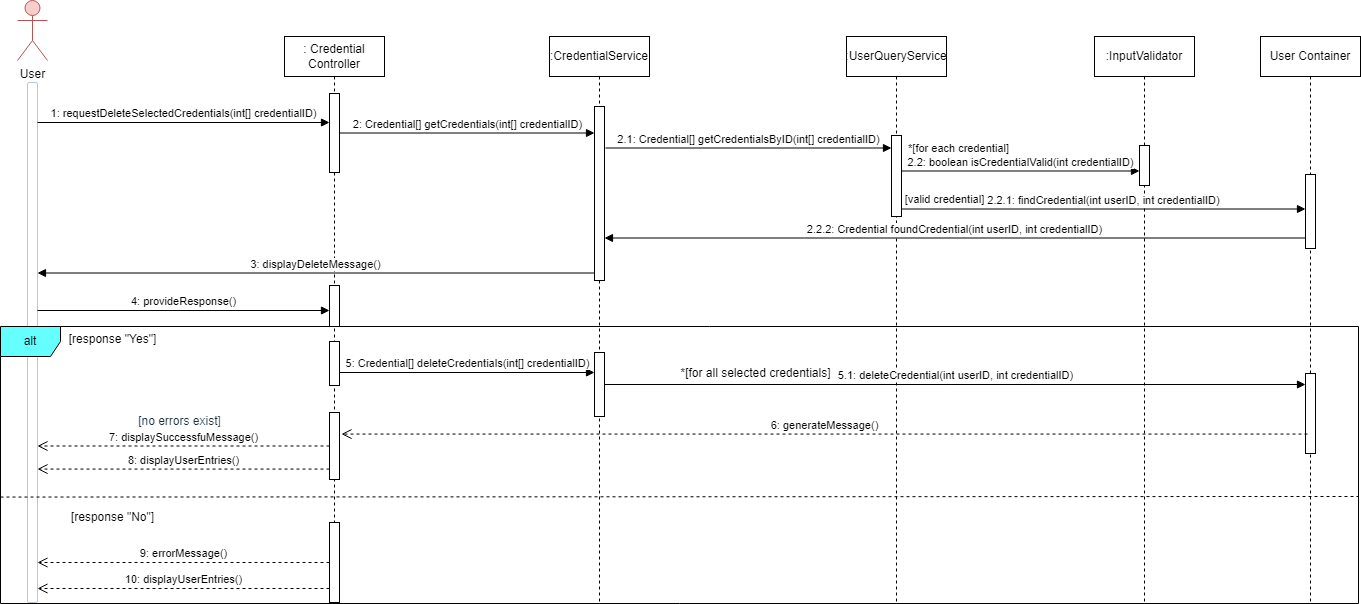 User
: Credential
Controller
:CredentialService
:UserQueryService
:InputValidator
User Container
1: requestDeleteSelectedCredentials(int[] credentialID)
2: Credential[] getCredentials(int[] credentialID)
2.1: Credential[] getCredentialsByID(int[] credentialID)
*[for each credential]
2.2: boolean isCredentialValid(int credentialID)
[valid credential] 2.2.1: findCredential(int userID, int credentialID)
2.2.2: Credential foundCredential(int userID, int credentialID)
3: displayDeleteMessage()
4: provideResponse()
alt
[response "Yes"]
5: Credential[] deleteCredentials(int[] credentialID)
*[for all selected credentials] 5.1: deleteCredential(int userID, int credentialID)
[no errors exist]
6: generateMessage()
7: displaySuccessfuMessage()
8: displayUserEntries()
[response "No"]
9: errorMessage()
10: displayUserEntries()